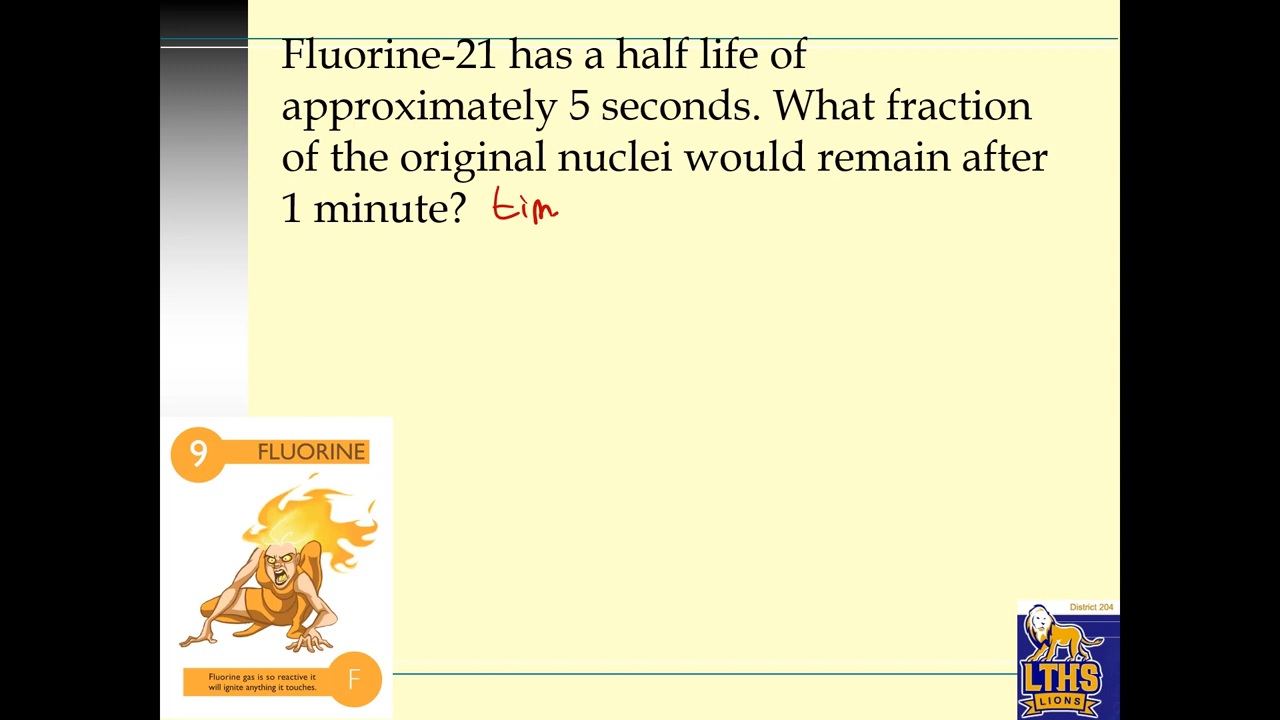 Fluorine-21 has a half life of
approximately 5 seconds. What fraction
of the original nuclei would remain after
1 minute? tim
9 FLUORINE
Fluorine gas is so reactive it
will ignite anything it touches.
F
District 204
LTHS
LIONS